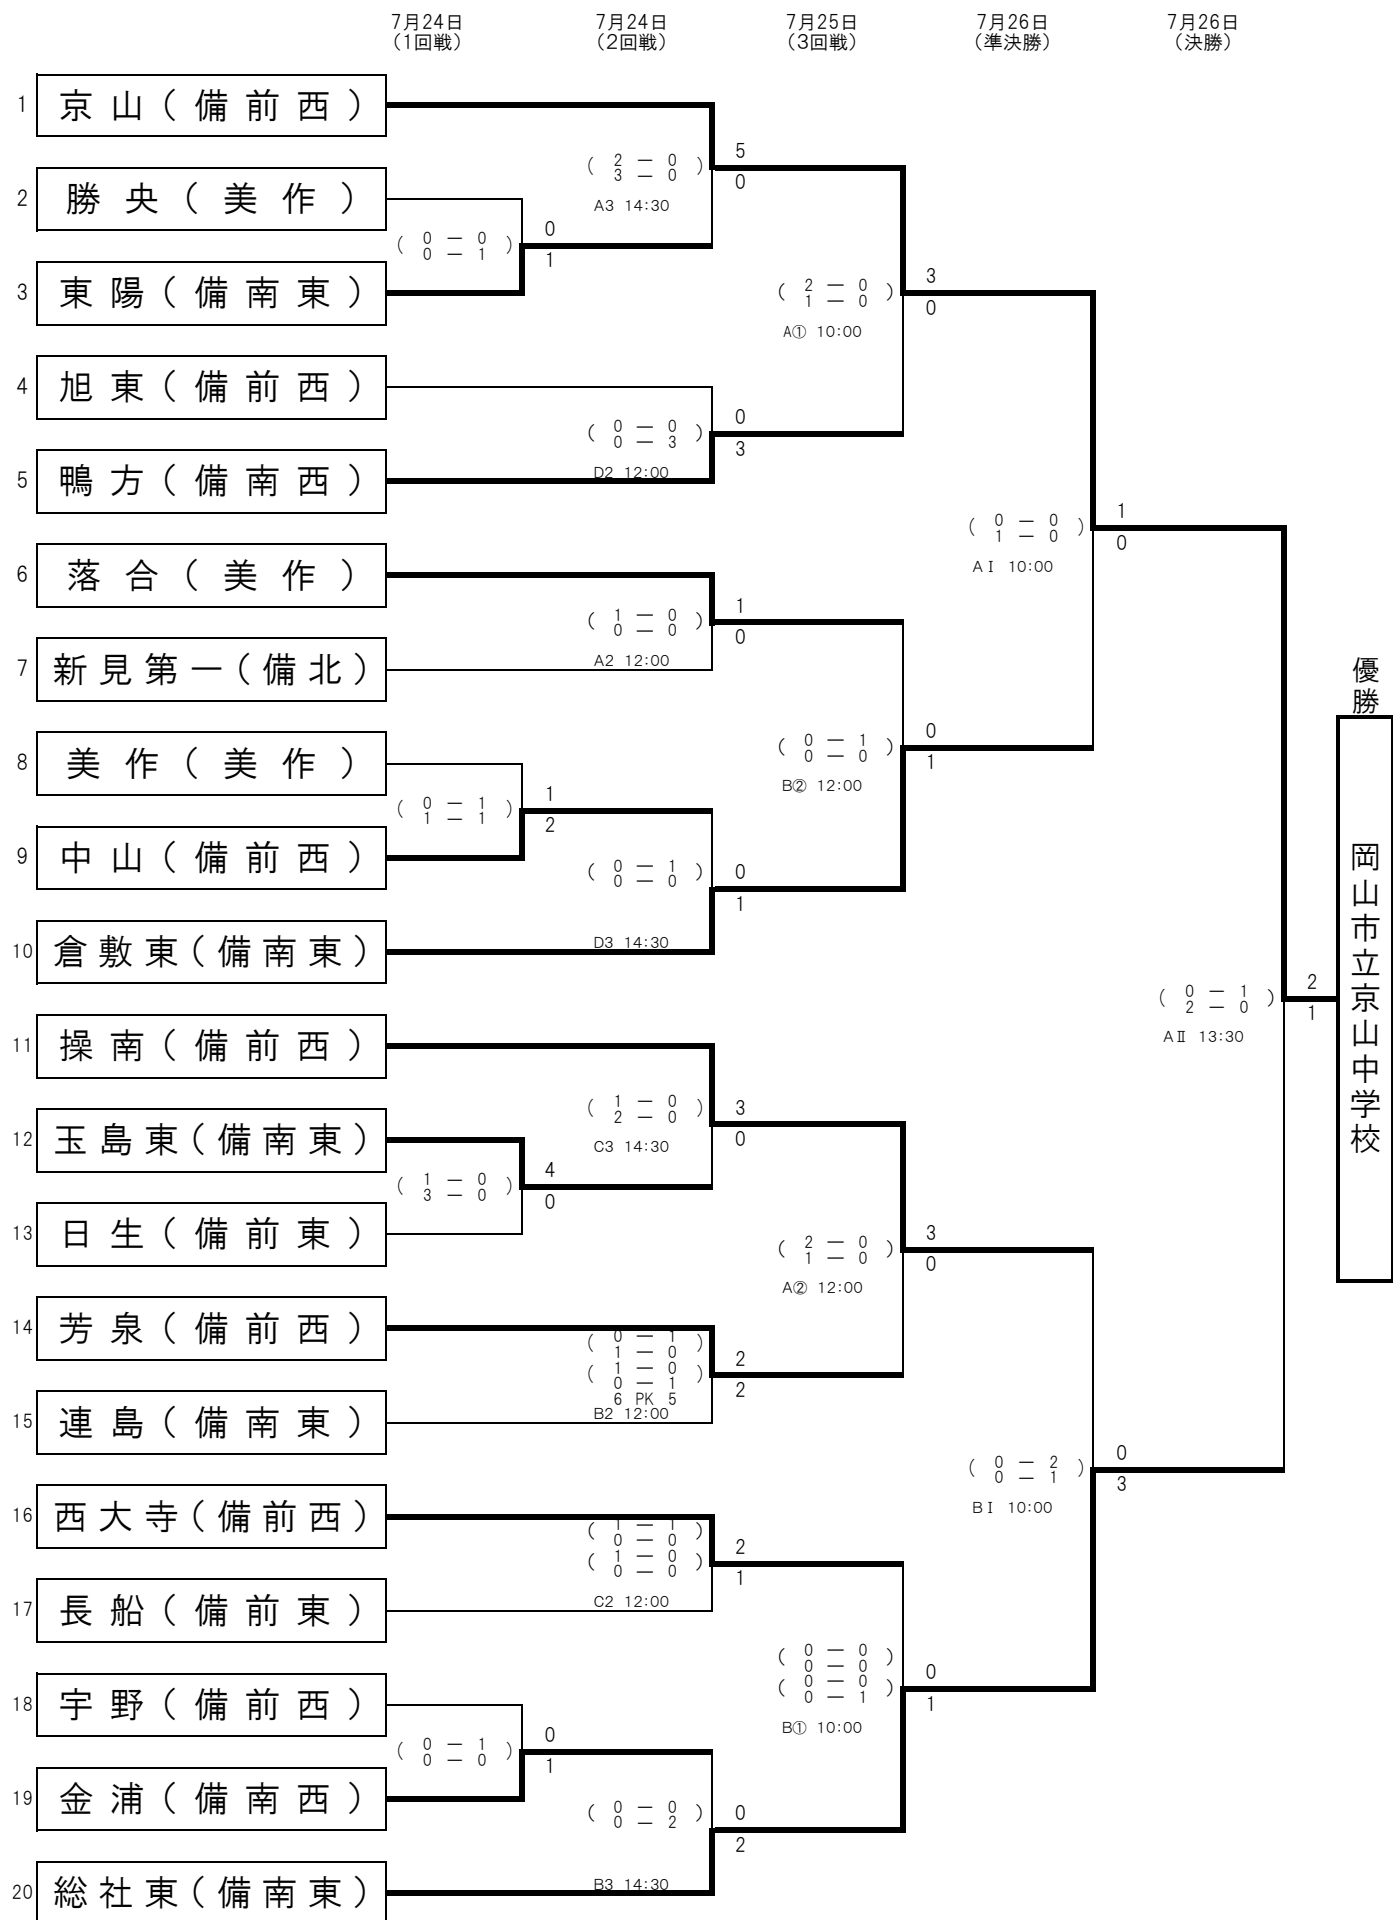 7月24日 7月24日 7月25日 7月26日 7月26日
(1回戦) (2回戦) (3回戦) (準決勝) (決勝)
1 京山(備前西)
5
( 2 ― 0 )
( 3 ― 0 )
0
2 勝央(美作)
A3 14:30
0
( 0 ― 0 )
( 0 ― 1 )
1
3 東陽(備南東)
3
( 2 ― 0 )
( 1 ― 0 )
0
A① 10:00
4 旭東(備前西)
0
( 0 ― 0 )
( 0 ― 3 )
3
D2 12:00
5 鴨方(備南西)
1
( 0 ― 0 )
( 1 ― 0 )
0
AⅠ 10:00
6 落合(美作)
1
( 1 ― 0 )
( 0 ― 0 )
0
A2 12:00
7 新見第一(備北)
優勝
0
( 0 ― 1 )
( 0 ― 0 )
1
B② 12:00
8 美作(美作)
1
( 0 ― 1 )
( 1 ― 1 )
2
9 中山(備前西)
0
( 0 ― 1 )
( 0 ― 0 )
1
D3 14:30
10 倉敷東(備南東)
岡山市立京山中学校
2
( 0 ― 1 )
( 2 ― 0 )
1
AⅡ 13:30
11 操南(備前西)
3
( 1 ― 0 )
( 2 ― 0 )
0
C3 14:30
12 玉島東(備南東)
4
( 1 ― 0 )
( 3 ― 0 )
0
13 日生(備前東)
3
( 2 ― 0 )
( 1 ― 0 )
0
A② 12:00
14 芳泉(備前西)
( 0 ― 1 )
( 1 ― 0 )
2
( 1 ― 0 )
( 0 ― 1 )
2
6 PK 5
B2 12:00
15 連島(備南東)
0
( 0 ― 2 )
( 0 ― 1 )
3
BⅠ 10:00
16 西大寺(備前西)
( 1 ― 1 )
( 0 ― 0 )
2
( 1 ― 0 )
( 0 ― 0 )
1
C2 12:00
17 長船(備前東)
( 0 ― 0 )
( 0 ― 0 )
0
( 0 ― 0 )
( 0 ― 1 )
1
B① 10:00
18 宇野(備前西)
0
( 0 ― 1 )
( 0 ― 0 )
1
19 金浦(備南西)
0
( 0 ― 0 )
( 0 ― 2 )
2
B3 14:30
20 総社東(備南東)